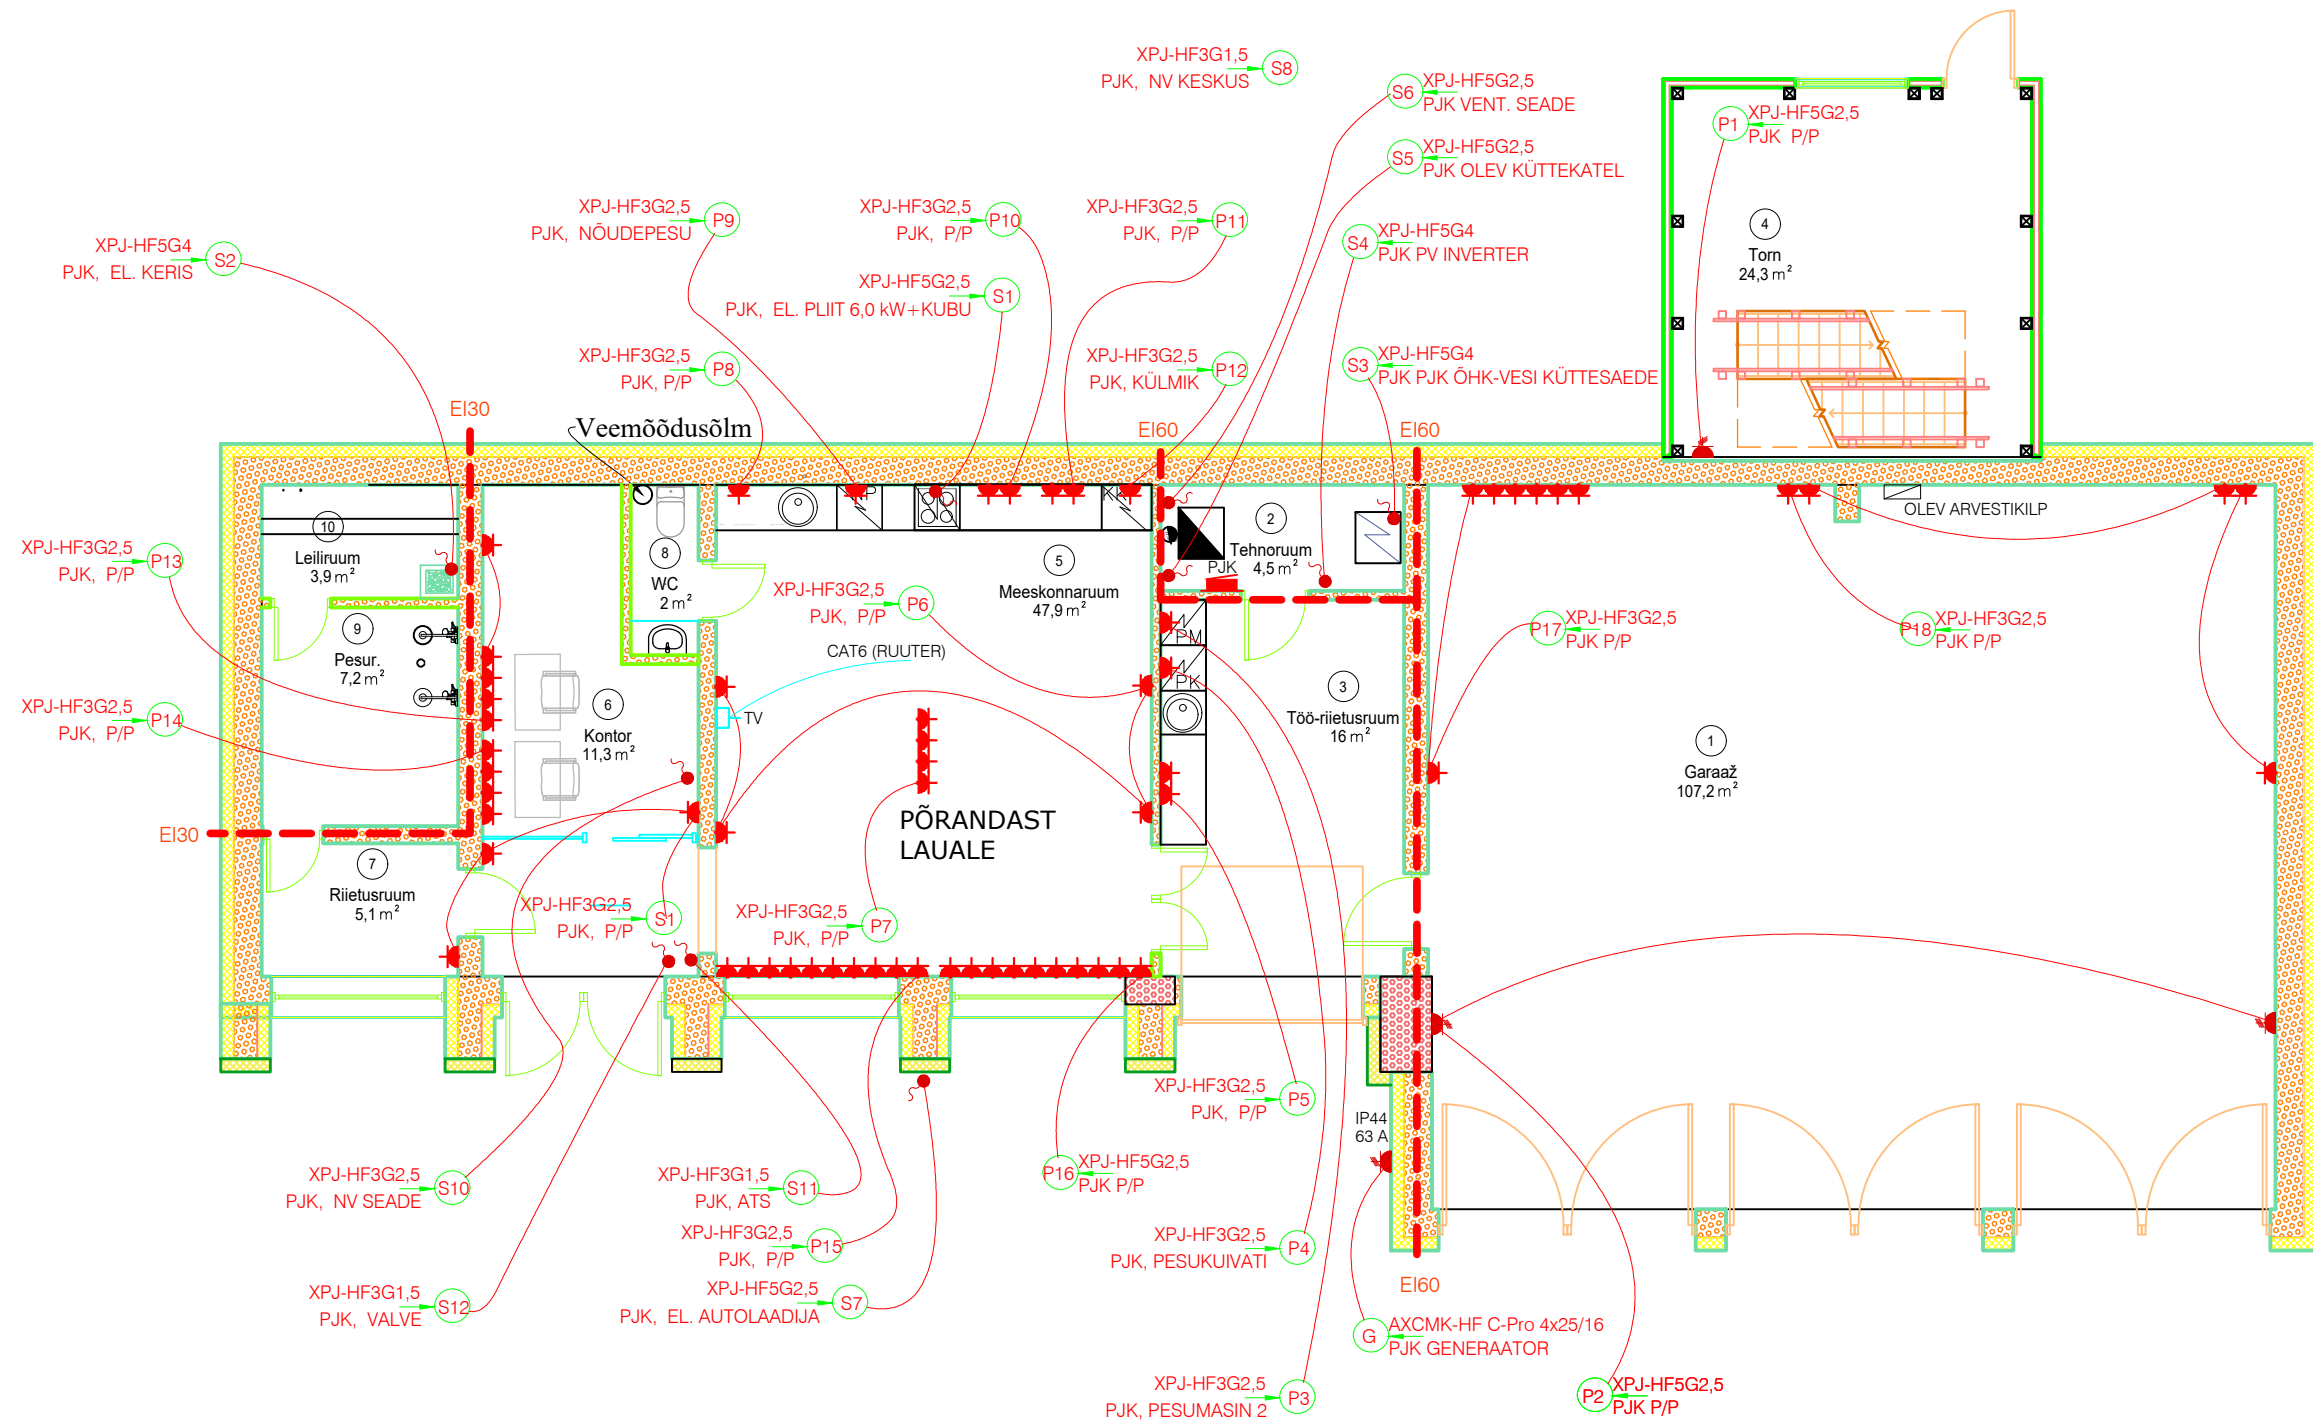 XPJ-HF3G1,5
PJK, NV KESKUS
S8
S6
XPJ-HF5G2,5
PJK VENT. SEADE
S5
XPJ-HF5G2,5
PJK OLEV KÜTTEKATEL
P1
XPJ-HF5G2,5
PJK P/P
XPJ-HF3G2,5
PJK, NÕUDEPESU
P9
XPJ-HF3G2,5
PJK, P/P
P10
XPJ-HF3G2,5
PJK, P/P
P11
S4
XPJ-HF5G4
PJK PV INVERTER
4
Torn
24,3 m²
XPJ-HF5G4
PJK, EL. KERIS
S2
XPJ-HF5G2,5
PJK, EL. PLIIT 6,0 kW+KUBU
S1
XPJ-HF3G2,5
PJK, P/P
P8
XPJ-HF3G2,5
PJK, KÜLMIK
P12
S3
XPJ-HF5G4
PJK PJK ÕHK-VESI KÜTTESAEDE
EI30
Veemõõdusõlm
EI60
EI60
OLEV ARVESTIKILP
10
Leiliruum
3,9 m²
8
WC
2 m²
5
Meeskonnaruum
47,9 m²
2
Tehnoruum
4,5 m²
PJK
KK
XPJ-HF3G2,5
PJK, P/P
P13
XPJ-HF3G2,5
PJK, P/P
P6
PM
PK
P17
XPJ-HF3G2,5
PJK P/P
P18
XPJ-HF3G2,5
PJK P/P
9
Pesur.
7,2 m²
CAT6 (RUUTER)
TV
XPJ-HF3G2,5
PJK, P/P
P14
6
Kontor
11,3 m²
3
Töö-riietusruum
16 m²
1
Garaaž
107,2 m²
PÕRANDAST
LAUALE
EI30
7
Riietusruum
5,1 m²
XPJ-HF3G2,5
PJK, P/P
S1
XPJ-HF3G2,5
PJK, P/P
P7
XPJ-HF3G2,5
PJK, P/P
P5
IP44
63 A
XPJ-HF3G2,5
PJK, NV SEADE
S10
XPJ-HF3G1,5
PJK, ATS
S11
P16
XPJ-HF5G2,5
PJK P/P
XPJ-HF3G2,5
PJK, P/P
P15
XPJ-HF3G2,5
PJK, PESUKUIVATI
P4
XPJ-HF3G1,5
PJK, VALVE
S12
XPJ-HF5G2,5
PJK, EL. AUTOLAADIJA
S7
EI60
G
AXCMK-HF C-Pro 4x25/16
PJK GENERAATOR
XPJ-HF3G2,5
PJK, PESUMASIN 2
P3
P2
XPJ-HF5G2,5
PJK P/P